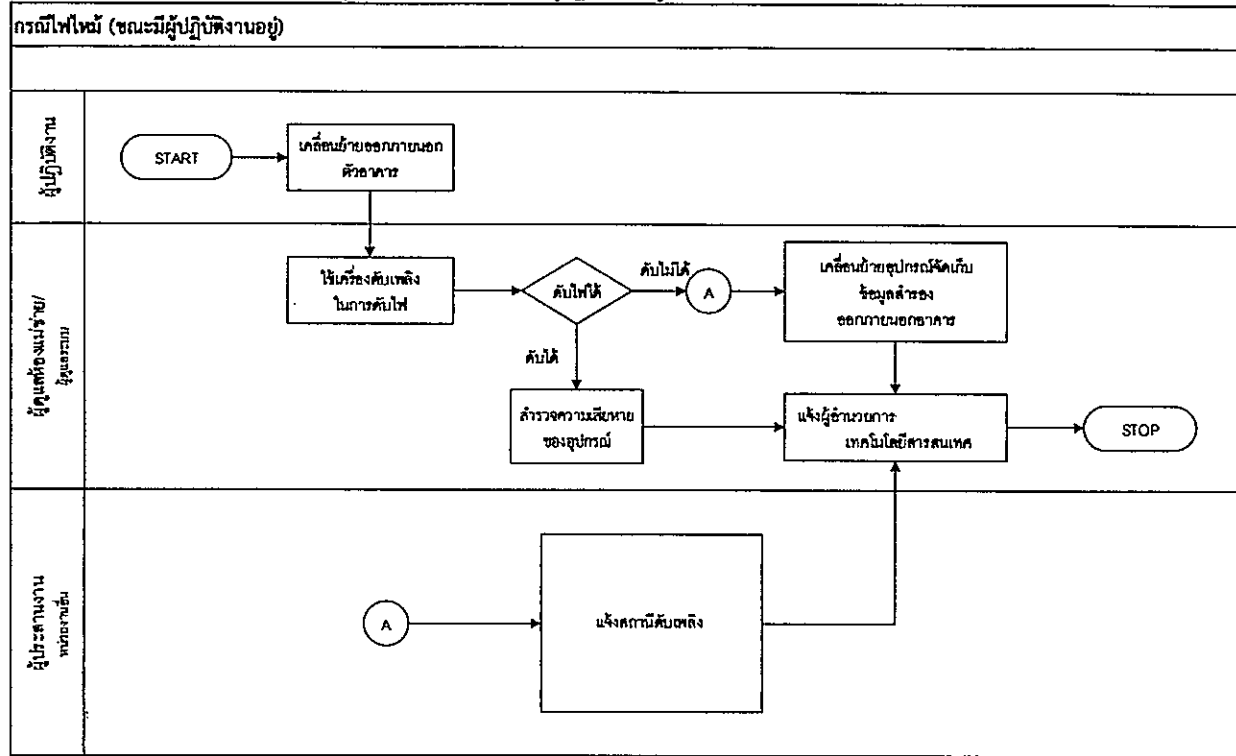 กรณีไฟไหม้ (ขณะมีผู้ปฏิบัติงานอยู่)
ผู้ปฏิบัติงาน
START
เคลื่อนย้ายออกภายนอก
ตัวอาคาร
ผู้ดูแลห้องแม่ข่าย/
ผู้ดูแลระบบ
ใช้เครื่องดับเพลิง
ในการดับไฟ
ดับไฟได้
ดับไม่ได้
A
เคลื่อนย้ายอุปกรณ์จัดเก็บ
ข้อมูลสำรอง
ออกภายนอกอาคาร
ดับได้
สำรวจความเสียหาย
ของอุปกรณ์
แจ้งผู้อำนวยการ
เทคโนโลยีสารสนเทศ
STOP
ผู้ประสานงาน
หน่วยงานอื่น
A
แจ้งสถานีดับเพลิง